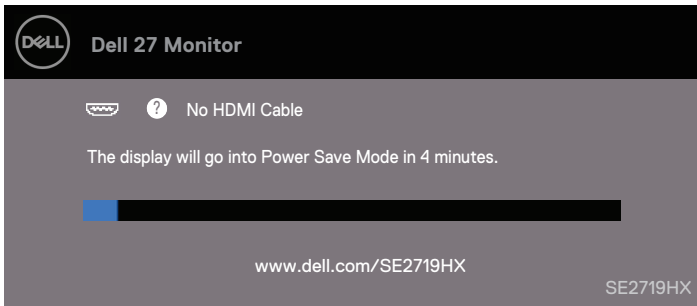 DELL
Dell 27 Monitor
? No HDMI Cable
The display will go into Power Save Mode in 4 minutes.
www.dell.com/SE2719HX
SE2719HX